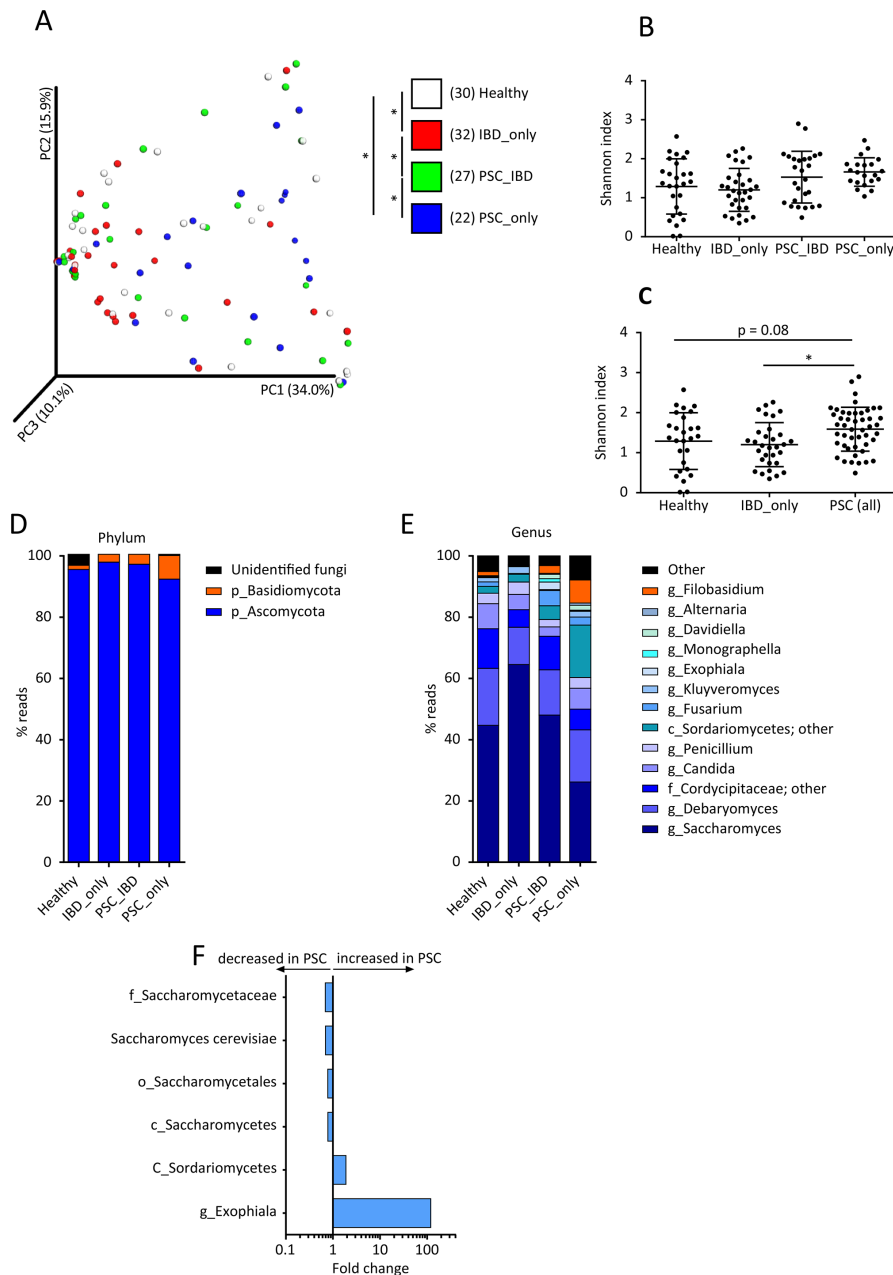 A
PC2 (15.9%)
PC1 (34.0%)
PC3 (10.1%)
(30) Healthy
(32) IBD_only
(27) PSC_IBD
(22) PSC_only
*
*
*
*
B
Shannon index
4
3
2
1
0
Healthy IBD_only PSC_IBD PSC_only
C
p = 0.08
*
Shannon index
4
3
2
1
0
Healthy IBD_only PSC (all)
D
Phylum
% reads
100
80
60
40
20
0
Healthy
IBD_only
PSC_IBD
PSC_only
Unidentified fungi
p_Basidiomycota
p_Ascomycota
E
Genus
% reads
100
80
60
40
20
0
Healthy
IBD_only
PSC_IBD
PSC_only
Other
g_Filobasidium
g_Alternaria
g_Davidiella
g_Monographella
g_Exophiala
g_Kluyveromyces
g_Fusarium
c_Sordariomycetes; other
g_Penicillium
g_Candida
f_Cordycipitaceae; other
g_Debaryomyces
g_Saccharomyces
F
decreased in PSC increased in PSC
f_Saccharomycetaceae
Saccharomyces cerevisiae
o_Saccharomycetales
c_Saccharomycetes
C_Sordariomycetes
g_Exophiala
0.1 1 10 100
Fold change